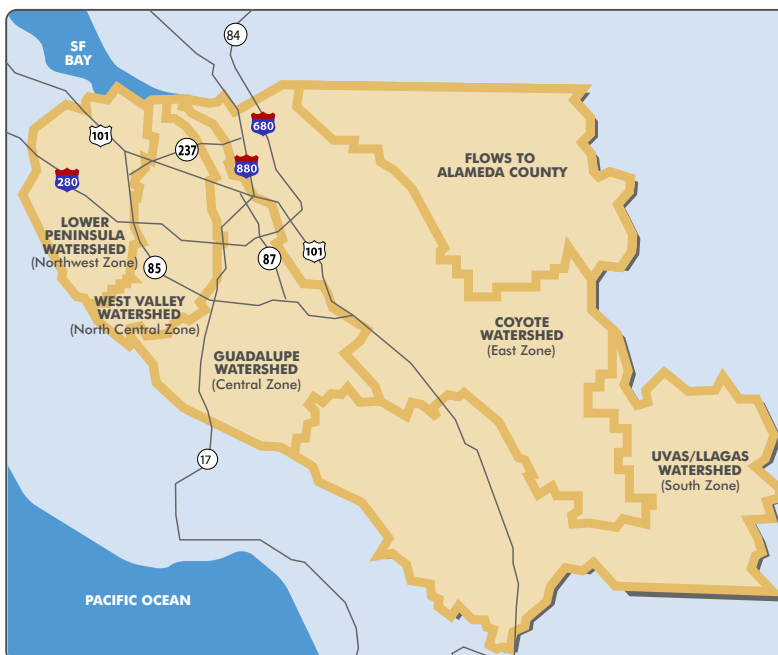 84
SF
BAY
680
101
237
880
FLOWS TO
ALAMEDA COUNTY
280
LOWER
PENINSULA
WATERSHED
(Northwest Zone)
101
87
85
WEST VALLEY
WATERSHED
(North Central Zone)
COYOTE
WATERSHED
(East Zone)
GUADALUPE
WATERSHED
(Central Zone)
17
UVAS/LLAGAS
WATERSHED
(South Zone)
PACIFIC OCEAN